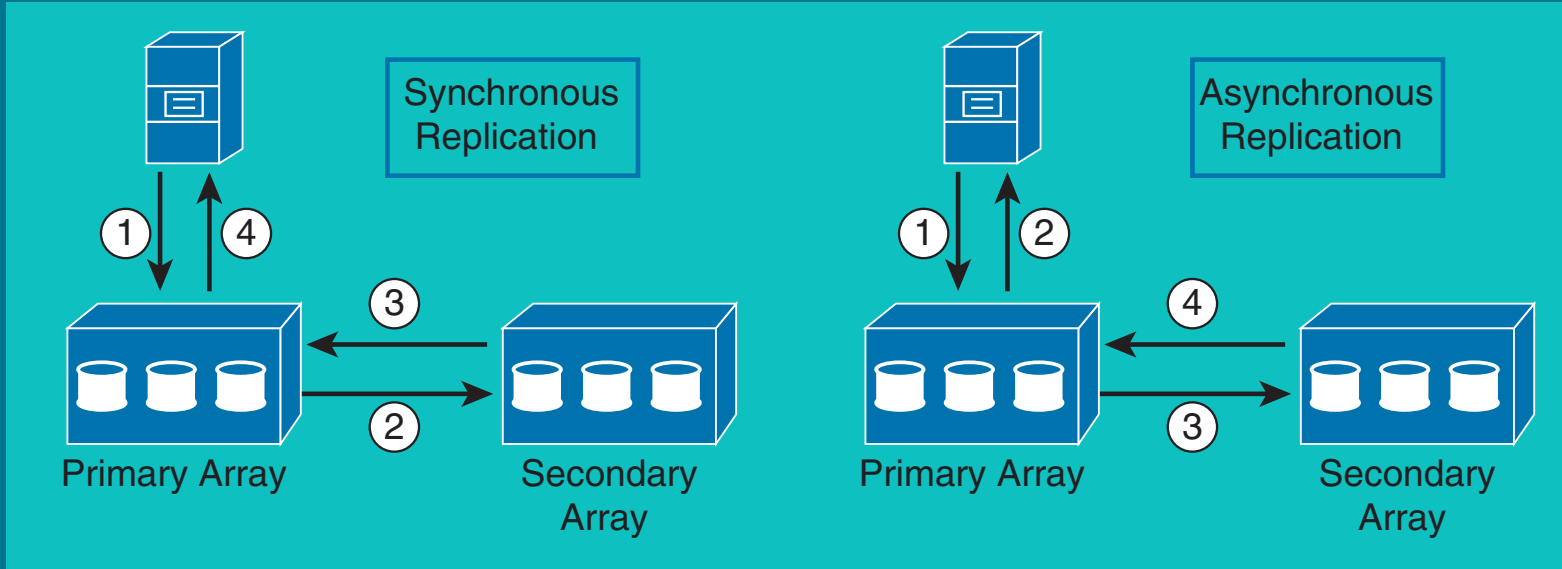 Synchronous
Replication
1
4
3
2
Primary Array
Secondary
Array
Asynchronous
Replication
1
2
4
3
Primary Array
Secondary
Array